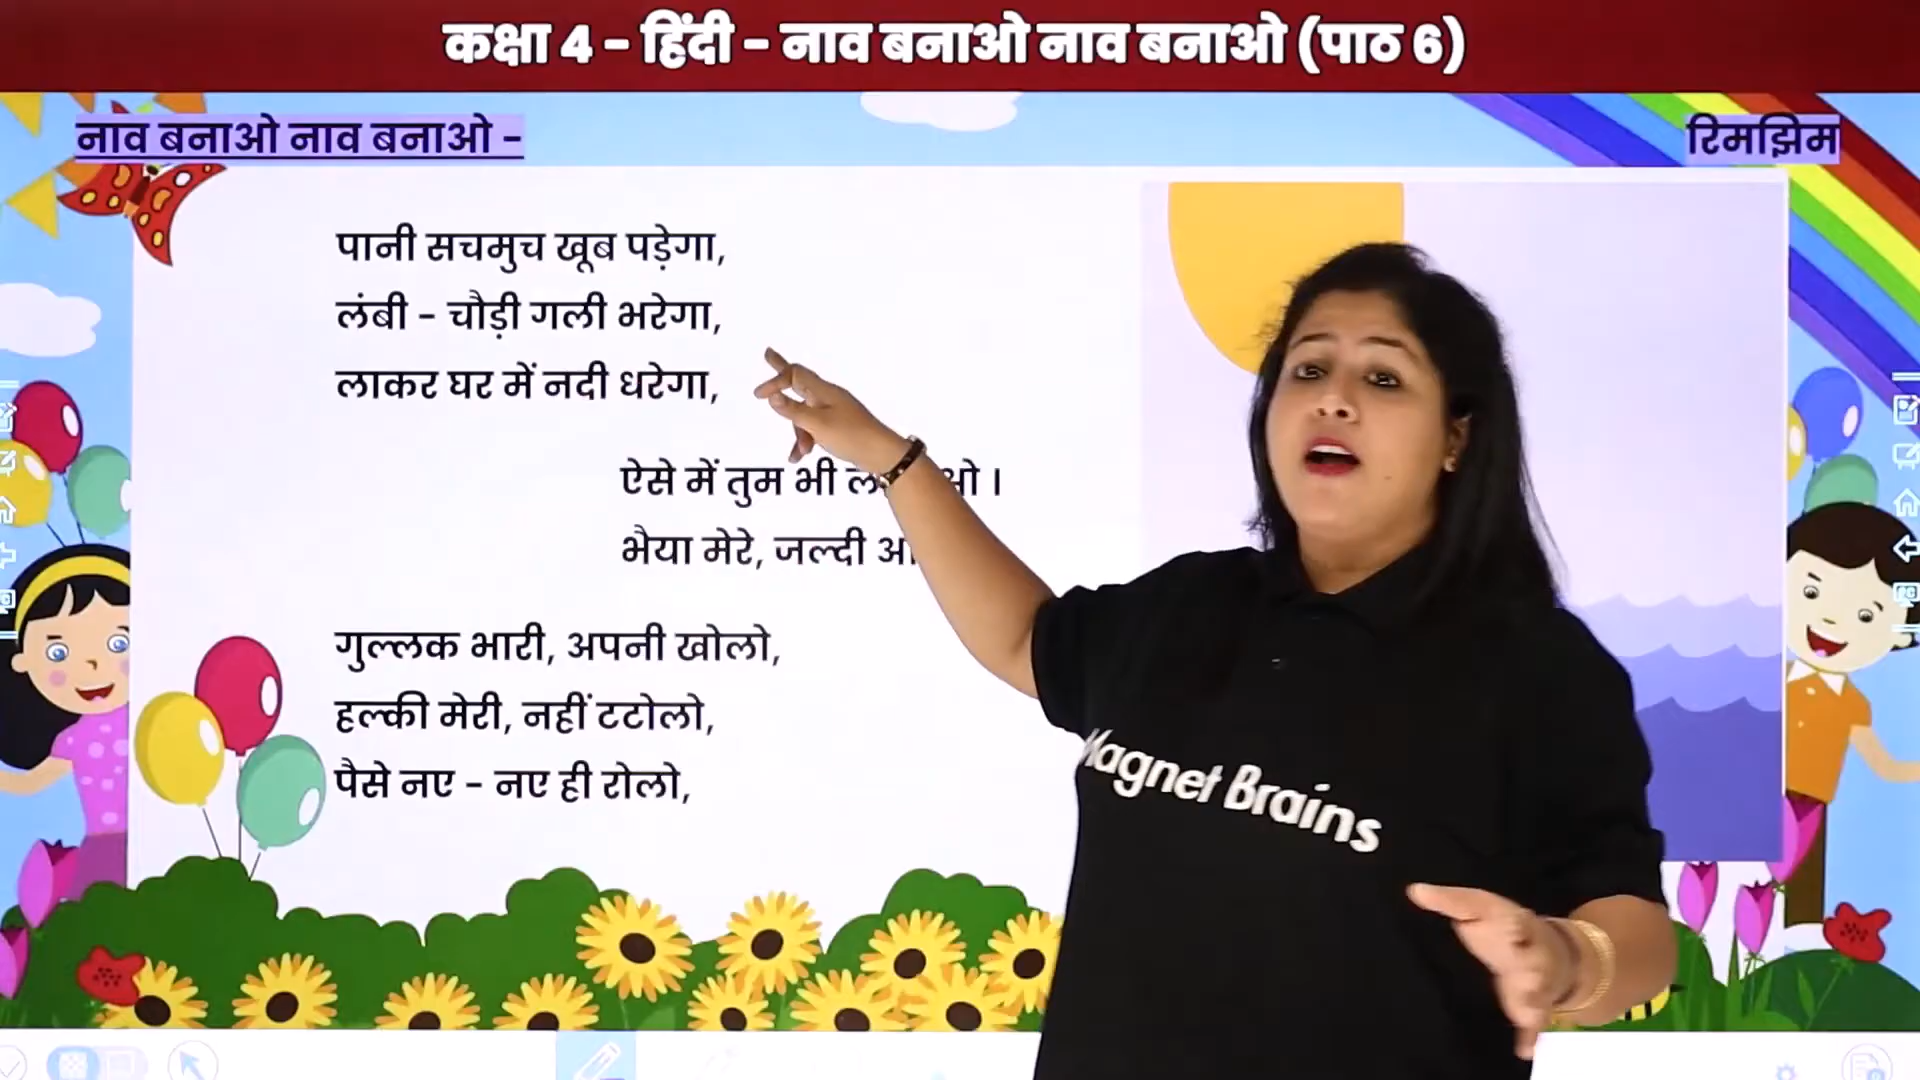 कक्षा 4 - हिंदी - नाव बनाओ नाव बनाओ (पाठ 6)
नाव बनाओ नाव बनाओ -
रिमझिम
पानी सचमुच खूब पड़ेगा,
लंबी - चौड़ी गली भरेगा,
लाकर घर में नदी धरेगा,
ऐसे में तुम भी
भैया मेरे, जल्दी
गुल्लक भारी, अपनी खोलो,
हल्की मेरी, नहीं टटोलो,
पैसे नए - नए ही रोलो,
Magnet Brains